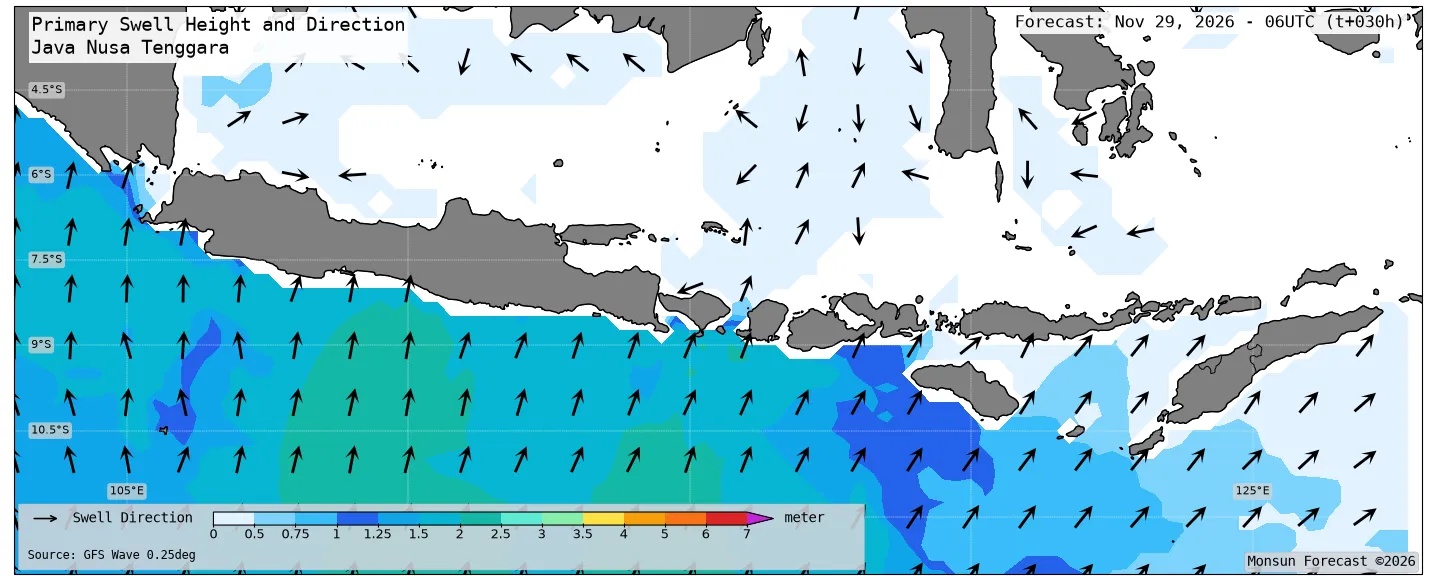 Primary Swell Height and Direction
Java Nusa Tenggara
Forecast: Nov 29, 2026 - 06UTC (t+030h)
4.5°S
6°S
7.5°S
9°S
10.5°S
105°E
125°E
Swell Direction
0 0.5 0.75 1 1.25 1.5 2 2.5 3 3.5 4 5 6 7
meter
Source: GFS Wave 0.25deg
Monsun Forecast ©2026